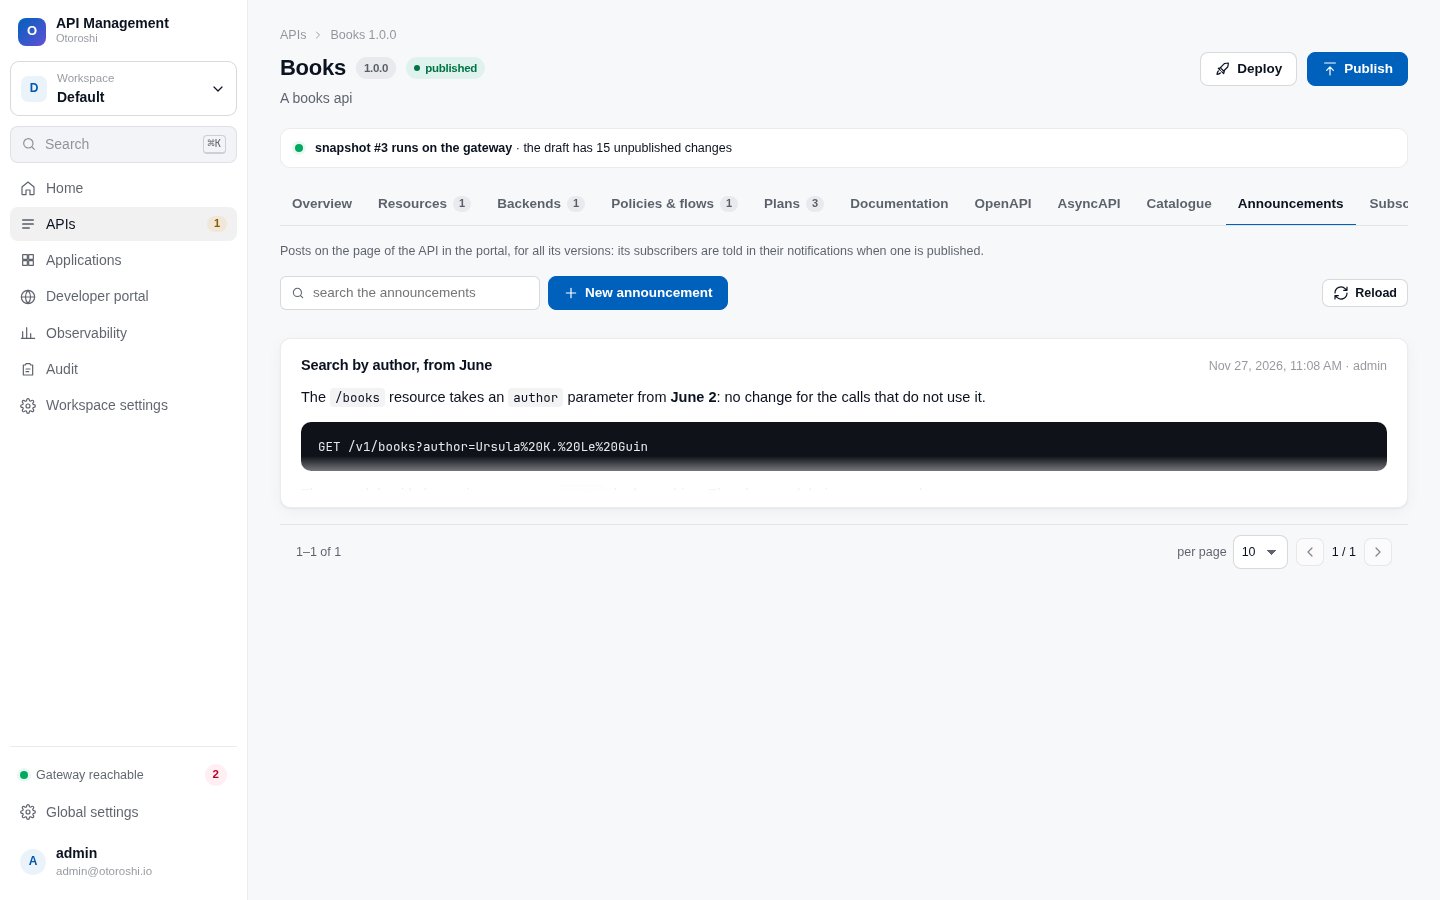 O
API Management
Otoroshi
D
Workspace
Default
Search
⌘K
Home
APIs
1
Applications
Developer portal
Observability
Audit
Workspace settings
Gateway reachable
2
Global settings
A
admin
admin@otoroshi.io
APIs
Books 1.0.0
Books
1.0.0
published
Deploy
Publish
A books api
snapshot #3 runs on the gateway · the draft has 15 unpublished changes
Overview
Resources 1
Backends 1
Policies & flows 1
Plans 3
Documentation
OpenAPI
AsyncAPI
Catalogue
Announcements
Subsc
Posts on the page of the API in the portal, for all its versions: its subscribers are told in their notifications when one is published.
search the announcements
New announcement
Reload
Search by author, from June
Nov 27, 2026, 11:08 AM · admin
The /books resource takes an author parameter from June 2: no change for the calls that do not use it.
GET /v1/books?author=Ursula%20K.%20Le%20Guin
1–1 of 1
per page
10
1 / 1